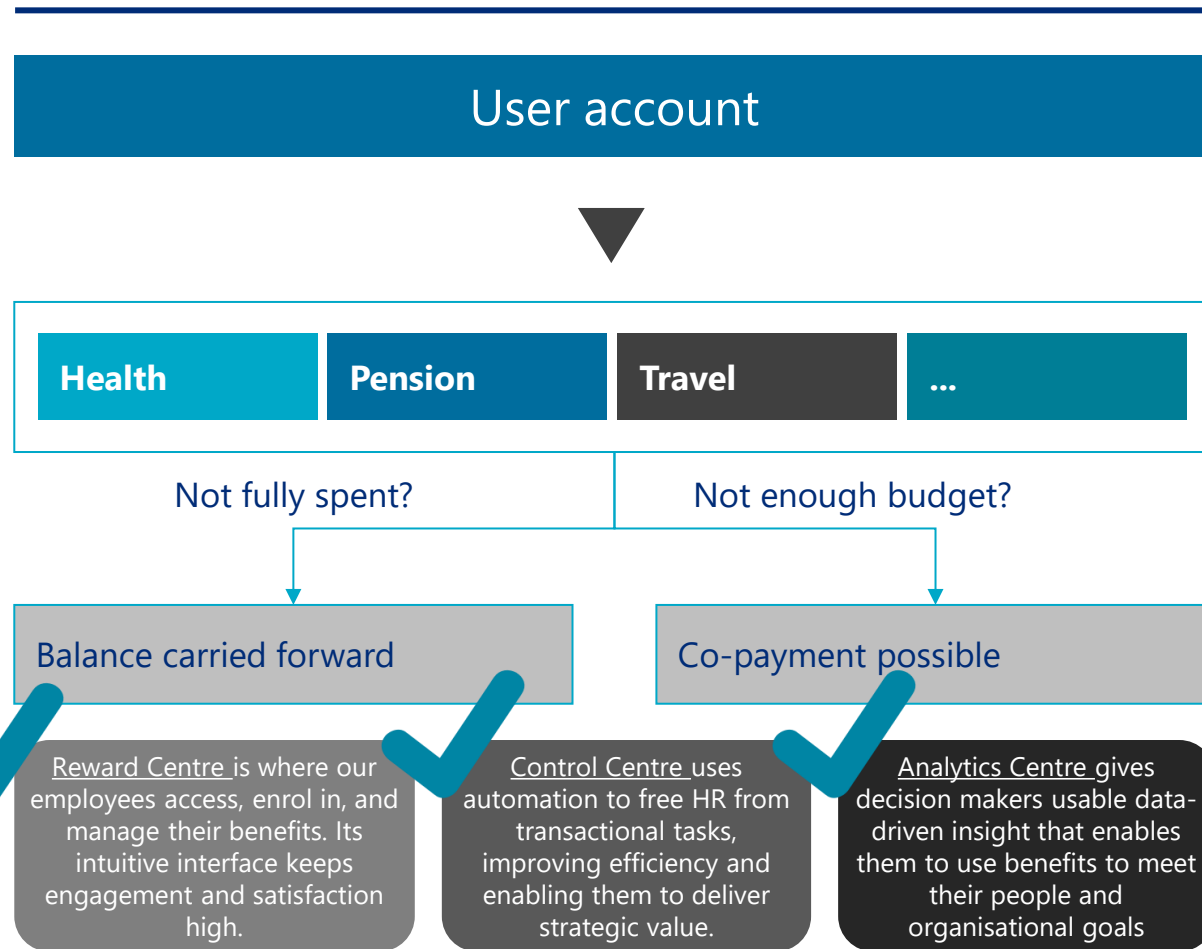 User account
Health
Pension
Travel
...
Not fully spent?
Not enough budget?
Balance carried forward
Co-payment possible
Reward Centre is where our
employees access, enrol in, and
manage their benefits. Its
intuitive interface keeps
engagement and satisfaction
high.
Control Centre uses
automation to free HR from
transactional tasks,
improving efficiency and
enabling them to deliver
strategic value.
Analytics Centre gives
decision makers usable data-
driven insight that enables
them to use benefits to meet
their people and
organisational goals